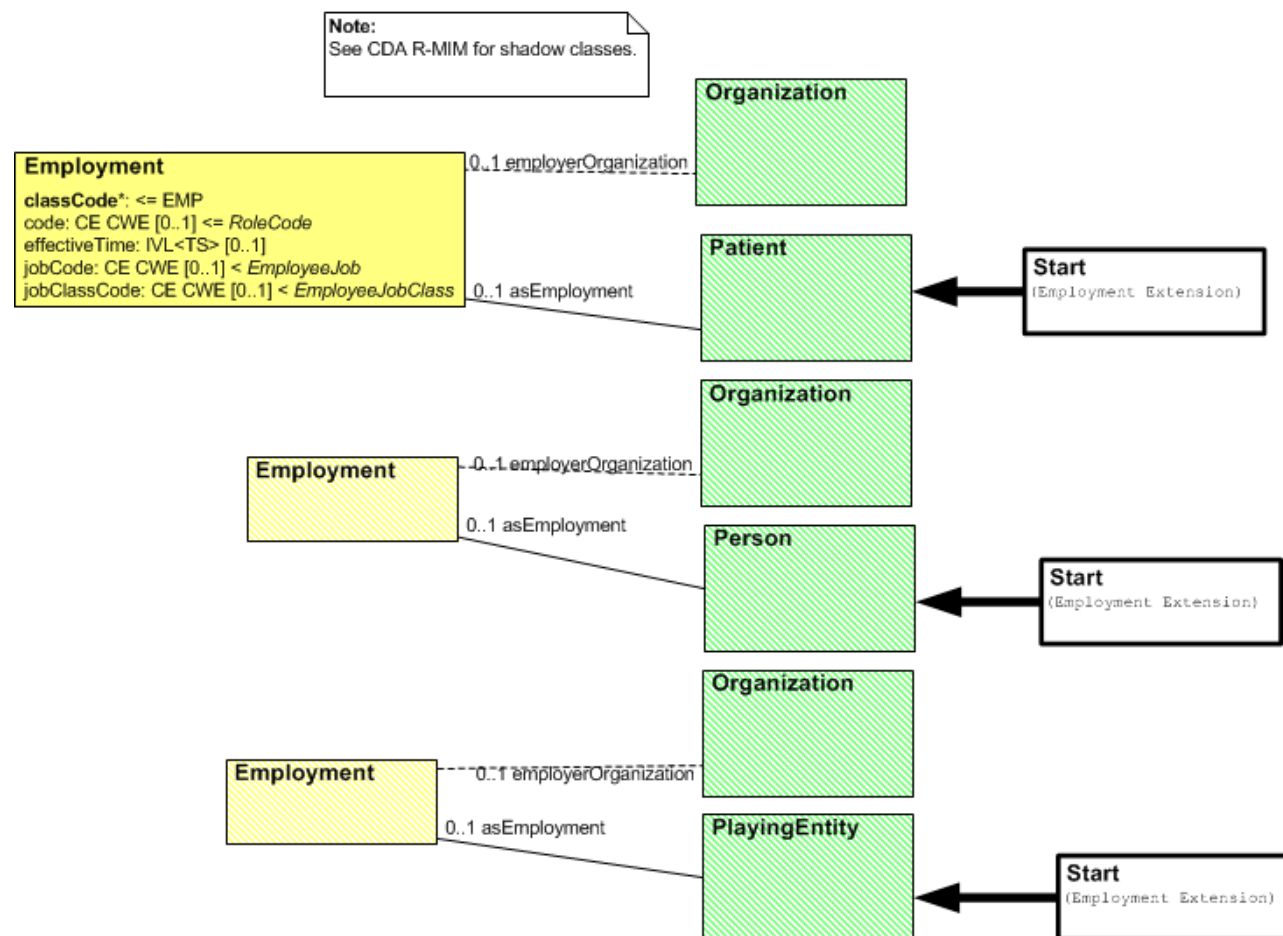 Note:
See CDA R-MIM for shadow classes.
Organization
Employment
0..1 employerOrganization
classCode*: <= EMP
code: CE CWE [0..1] <= RoleCode
effectiveTime: IVL<TS> [0..1]
jobCode: CE CWE [0..1] < EmployeeJob
jobClassCode: CE CWE [0..1] < EmployeeJobClass
Patient
0..1 asEmployment
Start
(Employment Extension)
Organization
Employment
0..1 employerOrganization
0..1 asEmployment
Person
Start
(Employment Extension)
Organization
Employment
0..1 employerOrganization
0..1 asEmployment
PlayingEntity
Start
(Employment Extension)